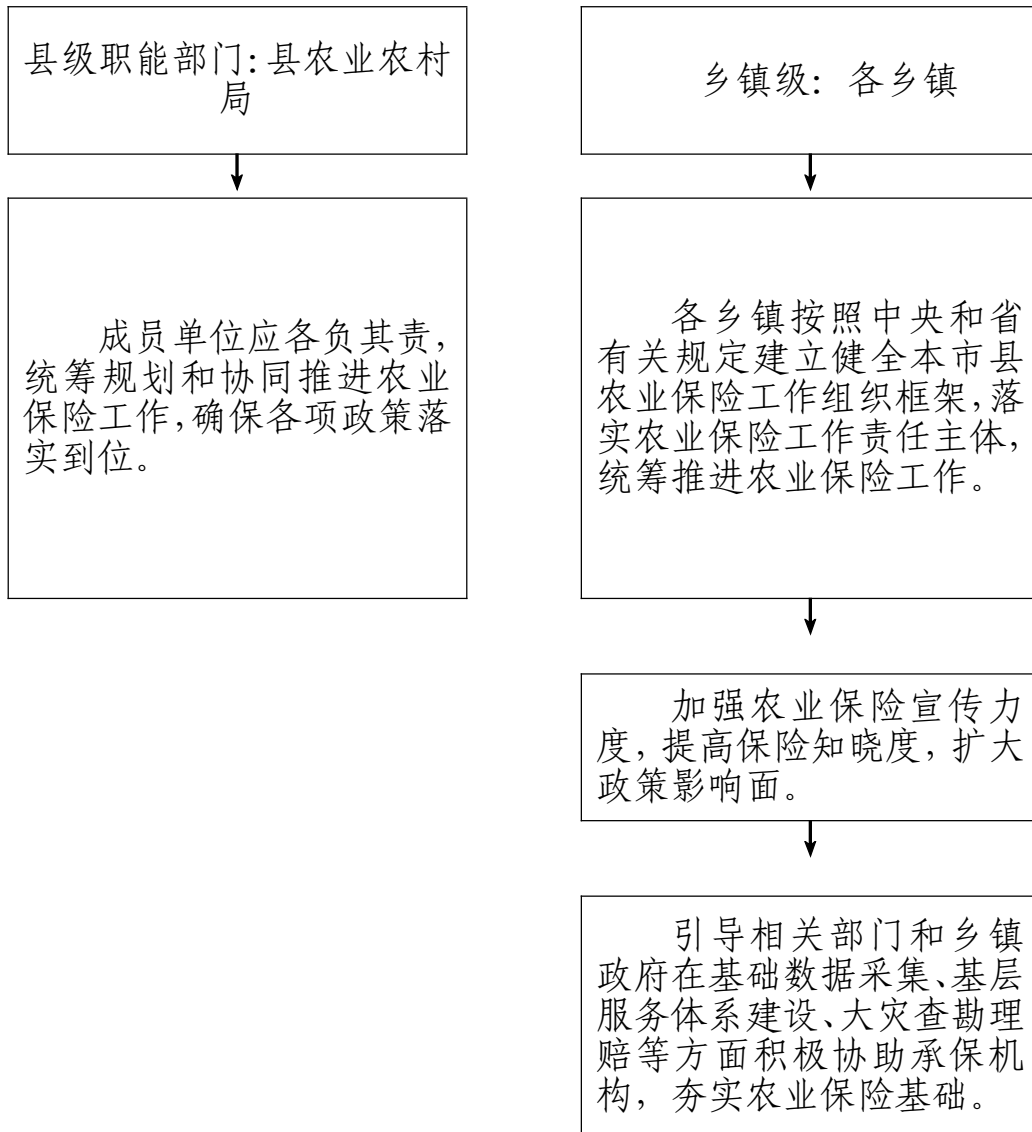 县级职能部门：县农业农村
局
成员单位应各负其责，
统筹规划和协同推进农业
保险工作，确保各项政策落
实到位。
乡镇级：各乡镇
各乡镇按照中央和省
有关规定建立健全本市县
农业保险工作组织框架，落
实农业保险工作责任主体，
统筹推进农业保险工作。
加强农业保险宣传力
度，提高保险知晓度，扩大
政策影响面。
引导相关部门和乡镇
政府在基础数据采集、基层
服务体系建设、大灾查勘理
赔等方面积极协助承保机
构，夯实农业保险基础。